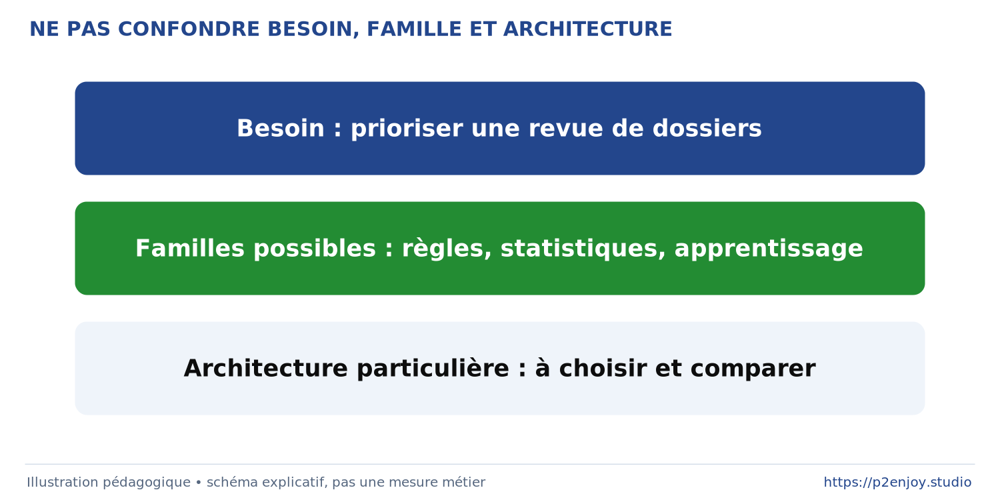 NE PAS CONFONDRE BESOIN, FAMILLE ET ARCHITECTURE
Besoin : prioriser une revue de dossiers
Familles possibles : règles, statistiques, apprentissage
Architecture particulière : à choisir et comparer
Illustration pédagogique • schéma explicatif, pas une mesure métier
https://p2enjoy.studio